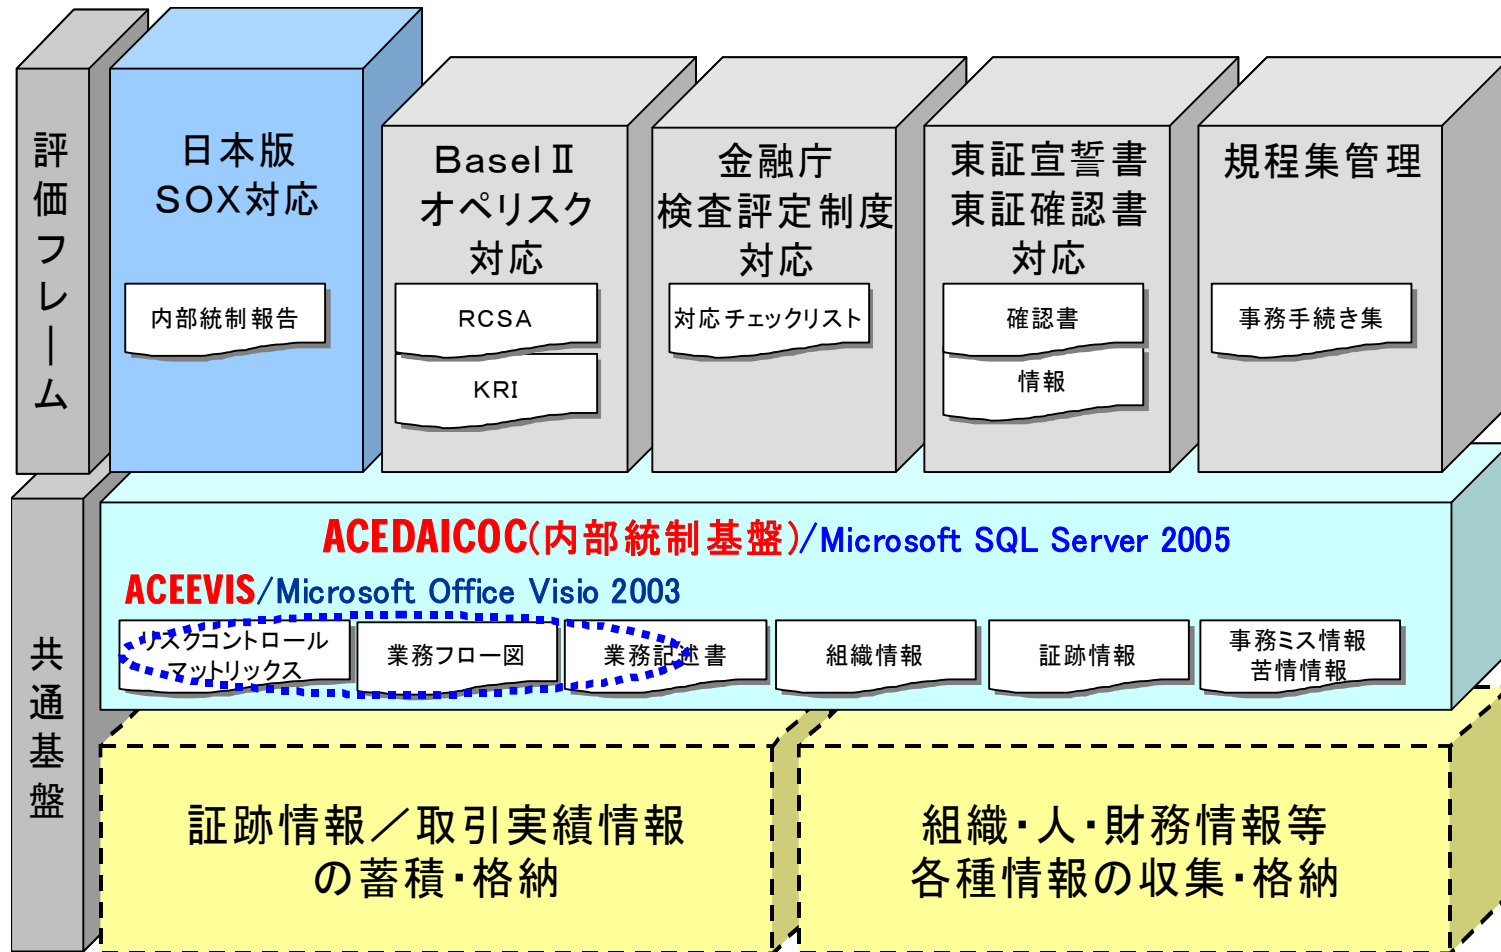 評価フレーム
日本版
SOX対応
内部統制報告
BaselⅡ
オペリスク
対応
RCSA
KRI
金融庁
検査評定制度
対応
対応チェックリスト
東証宣誓書
東証確認書
対応
確認書
情報
規程集管理
事務手続き集
共通基盤
ACEDAICOC(内部統制基盤)/Microsoft SQL Server 2005
ACEEVIS/Microsoft Office Visio 2003
リスクコントロール
マットリックス
業務フロー図
業務記述書
組織情報
証跡情報
事務ミス情報
苦情情報
証跡情報／取引実績情報
の蓄積・格納
組織・人・財務情報等
各種情報の収集・格納